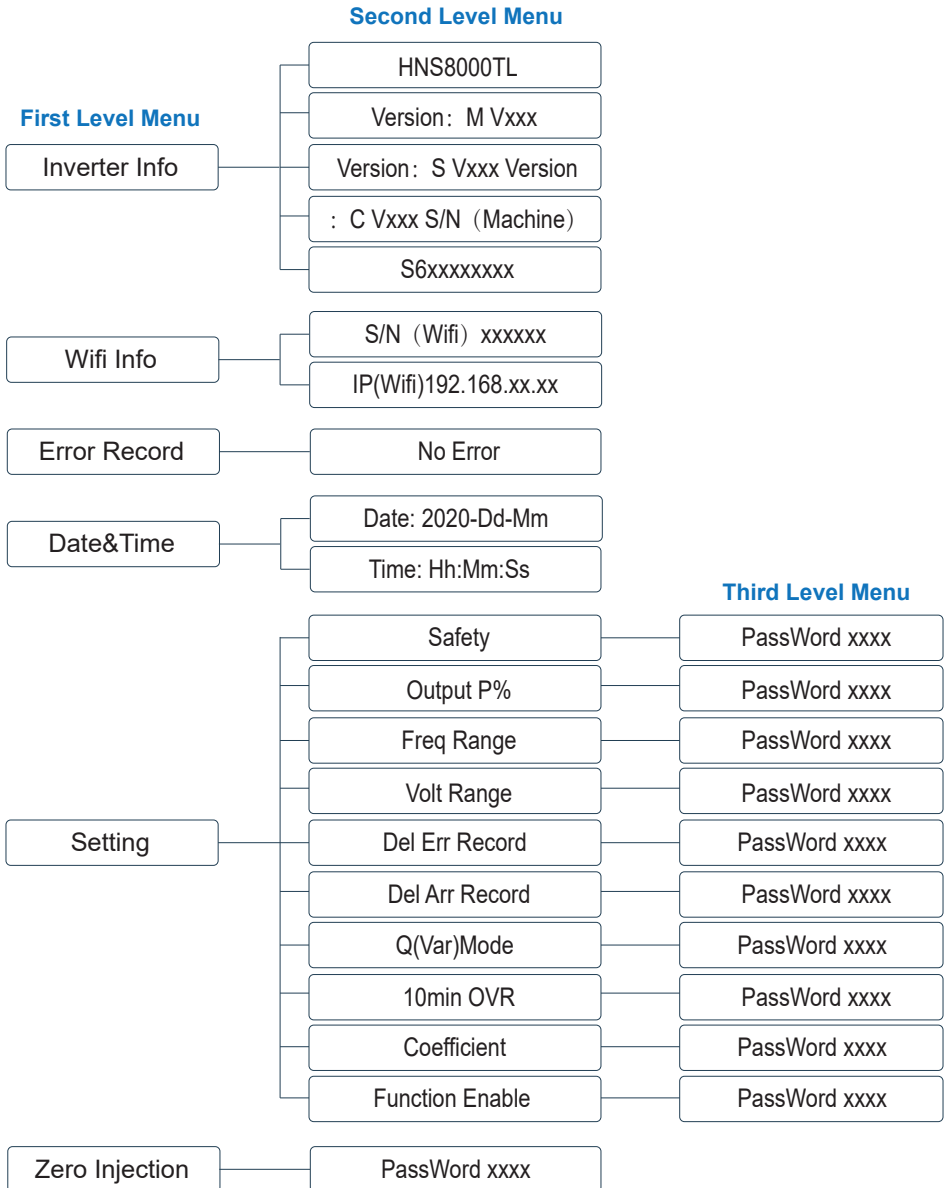 Second Level Menu
HNS8000TL
First Level Menu
Version： M Vxxx
Inverter Info
Version： S Vxxx Version
： C Vxxx S/N（Machine）
S6xxxxxxxx
Wifi Info
S/N（Wifi）xxxxxx
IP(Wifi)192.168.xx.xx
Error Record
No Error
Date&Time
Date: 2020-Dd-Mm
Time: Hh:Mm:Ss
Third Level Menu
Setting
Safety
PassWord xxxx
Output P%
PassWord xxxx
Freq Range
PassWord xxxx
Volt Range
PassWord xxxx
Del Err Record
PassWord xxxx
Del Arr Record
PassWord xxxx
Q(Var)Mode
PassWord xxxx
10min OVR
PassWord xxxx
Coefficient
PassWord xxxx
Function Enable
PassWord xxxx
Zero Injection
PassWord xxxx